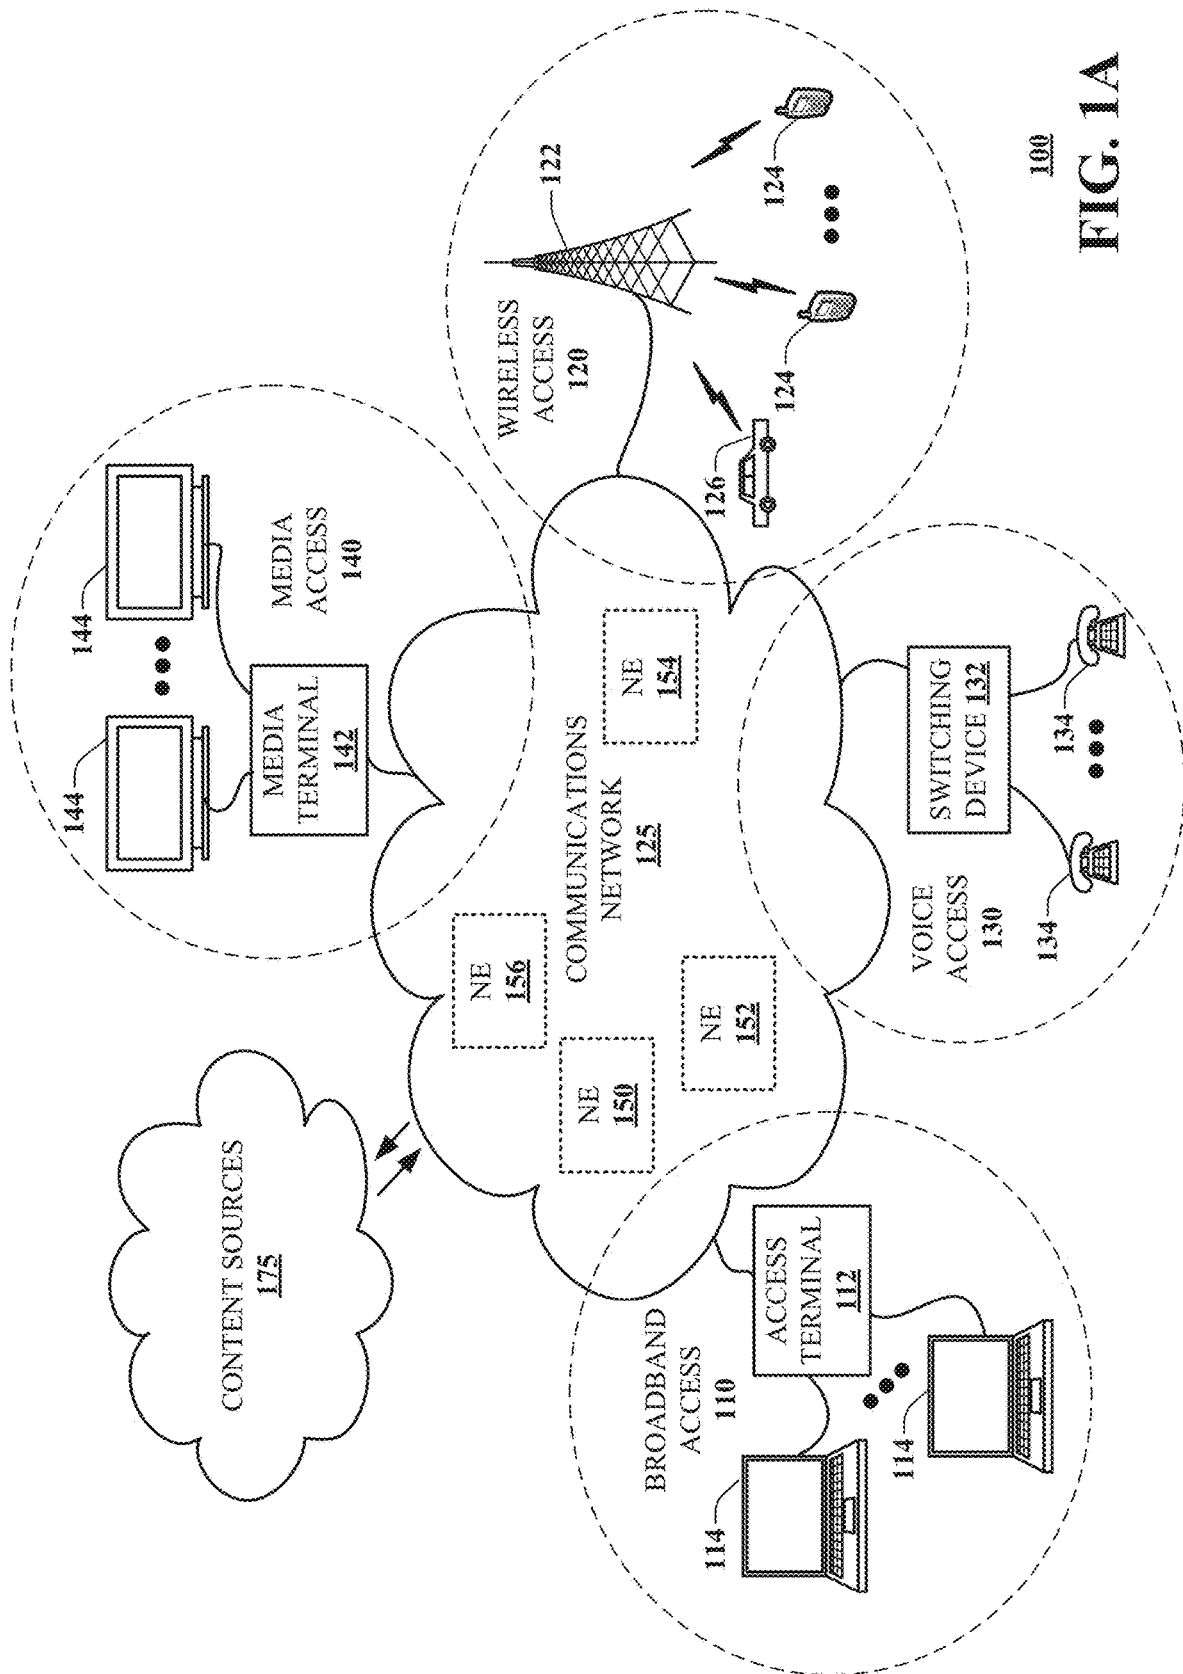 CONTENT SOURCES
175
144
144
MEDIA
TERMINAL
142
MEDIA
ACCESS
140
NE
156
NE
150
NE
152
NE
154
COMMUNICATIONS
NETWORK
125
WIRELESS
ACCESS
120
122
124
124
126
BROADBAND
ACCESS
110
ACCESS
TERMINAL
112
114
114
VOICE
ACCESS
130
SWITCHING
DEVICE 132
134
134
100
FIG. 1A